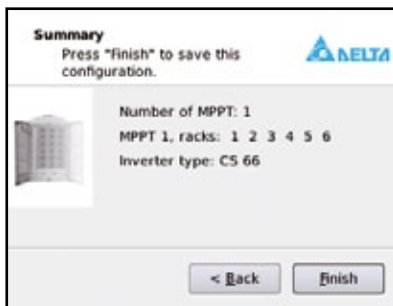 Summary
Press "Finish" to save this
configuration.
DELTA
Number of MPPT: 1
MPPT 1, racks: 1 2 3 4 5 6
Inverter type: CS 66
< Back
Finish